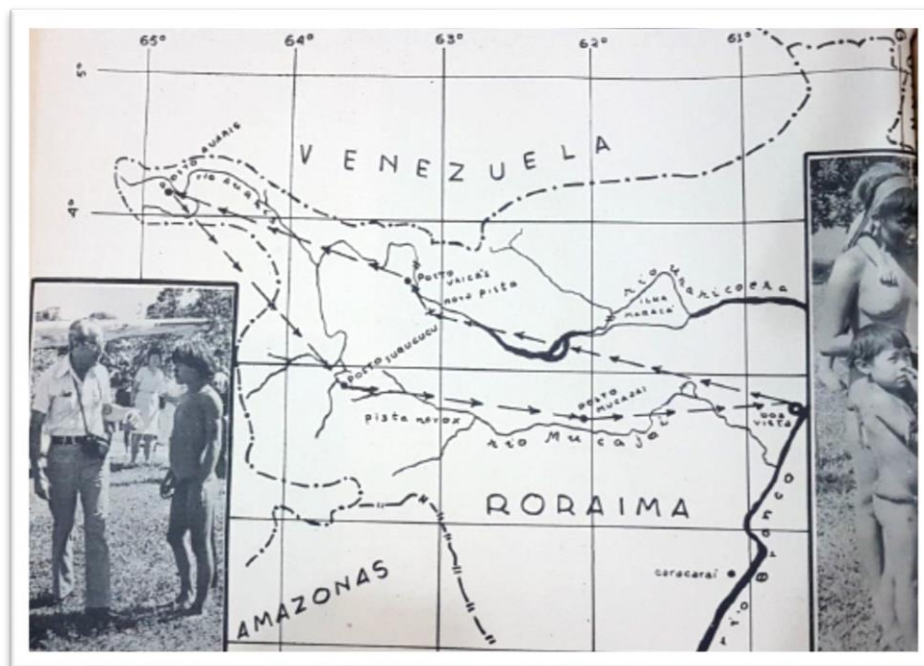 65°
64°
63°
62°
61°
5°
4°
VENEZUELA
POSTO AUARIS
rio Auaris
POSTO
UAICÁS
novo pista
rio Uraricoera
ILHA
MARACÁ
POSTO SURUCUCU
POSTO
MUCAJAÍ
BOA
VISTA
pista novax
rio Mucajaí
RORAIMA
AMAZONAS
caracaraí
rio Branco